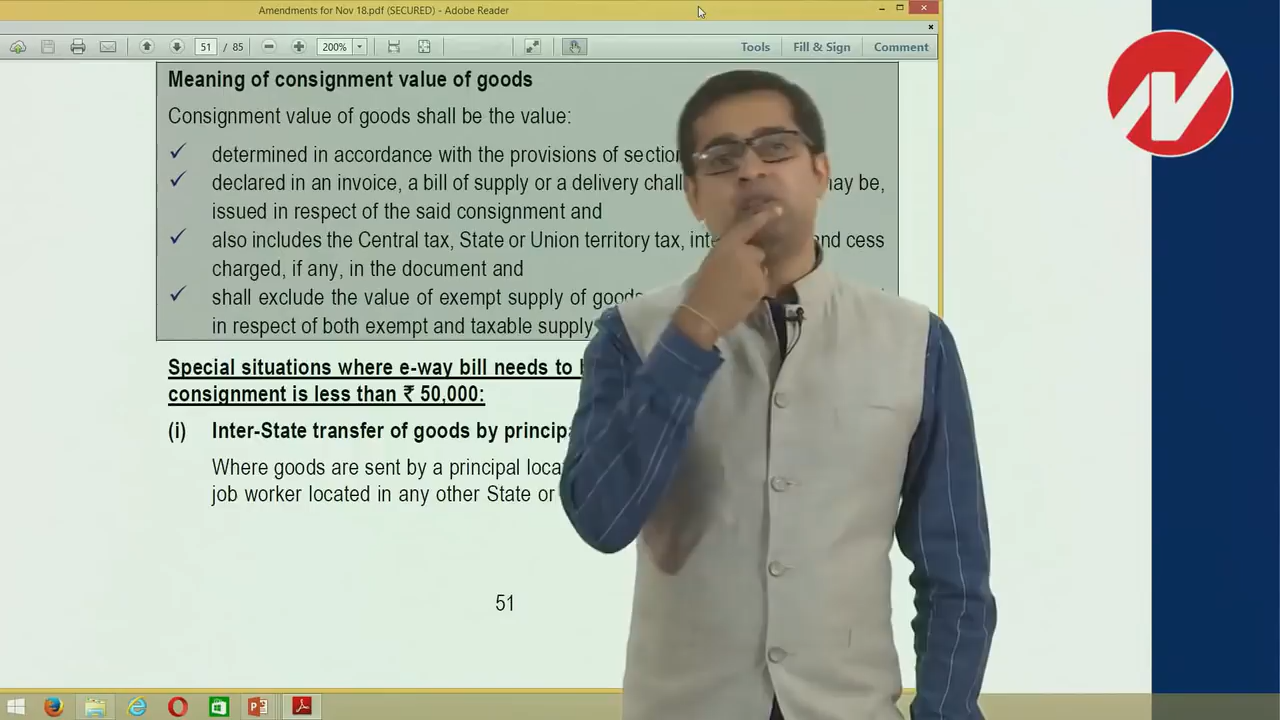 Amendments for Nov 18.pdf (SECURED) - Adobe Reader
51 / 85 200% Tools Fill & Sign Comment
Meaning of consignment value of goods
Consignment value of goods shall be the value:
determined in accordance with the provisions of section
declared in an invoice, a bill of supply or a delivery chall may be,
issued in respect of the said consignment and
also includes the Central tax, State or Union territory tax, inte and cess
charged, if any, in the document and
shall exclude the value of exempt supply of goods
in respect of both exempt and taxable supply
Special situations where e-way bill needs to
consignment is less than ₹ 50,000:
(i) Inter-State transfer of goods by principa
Where goods are sent by a principal loca
job worker located in any other State or
51